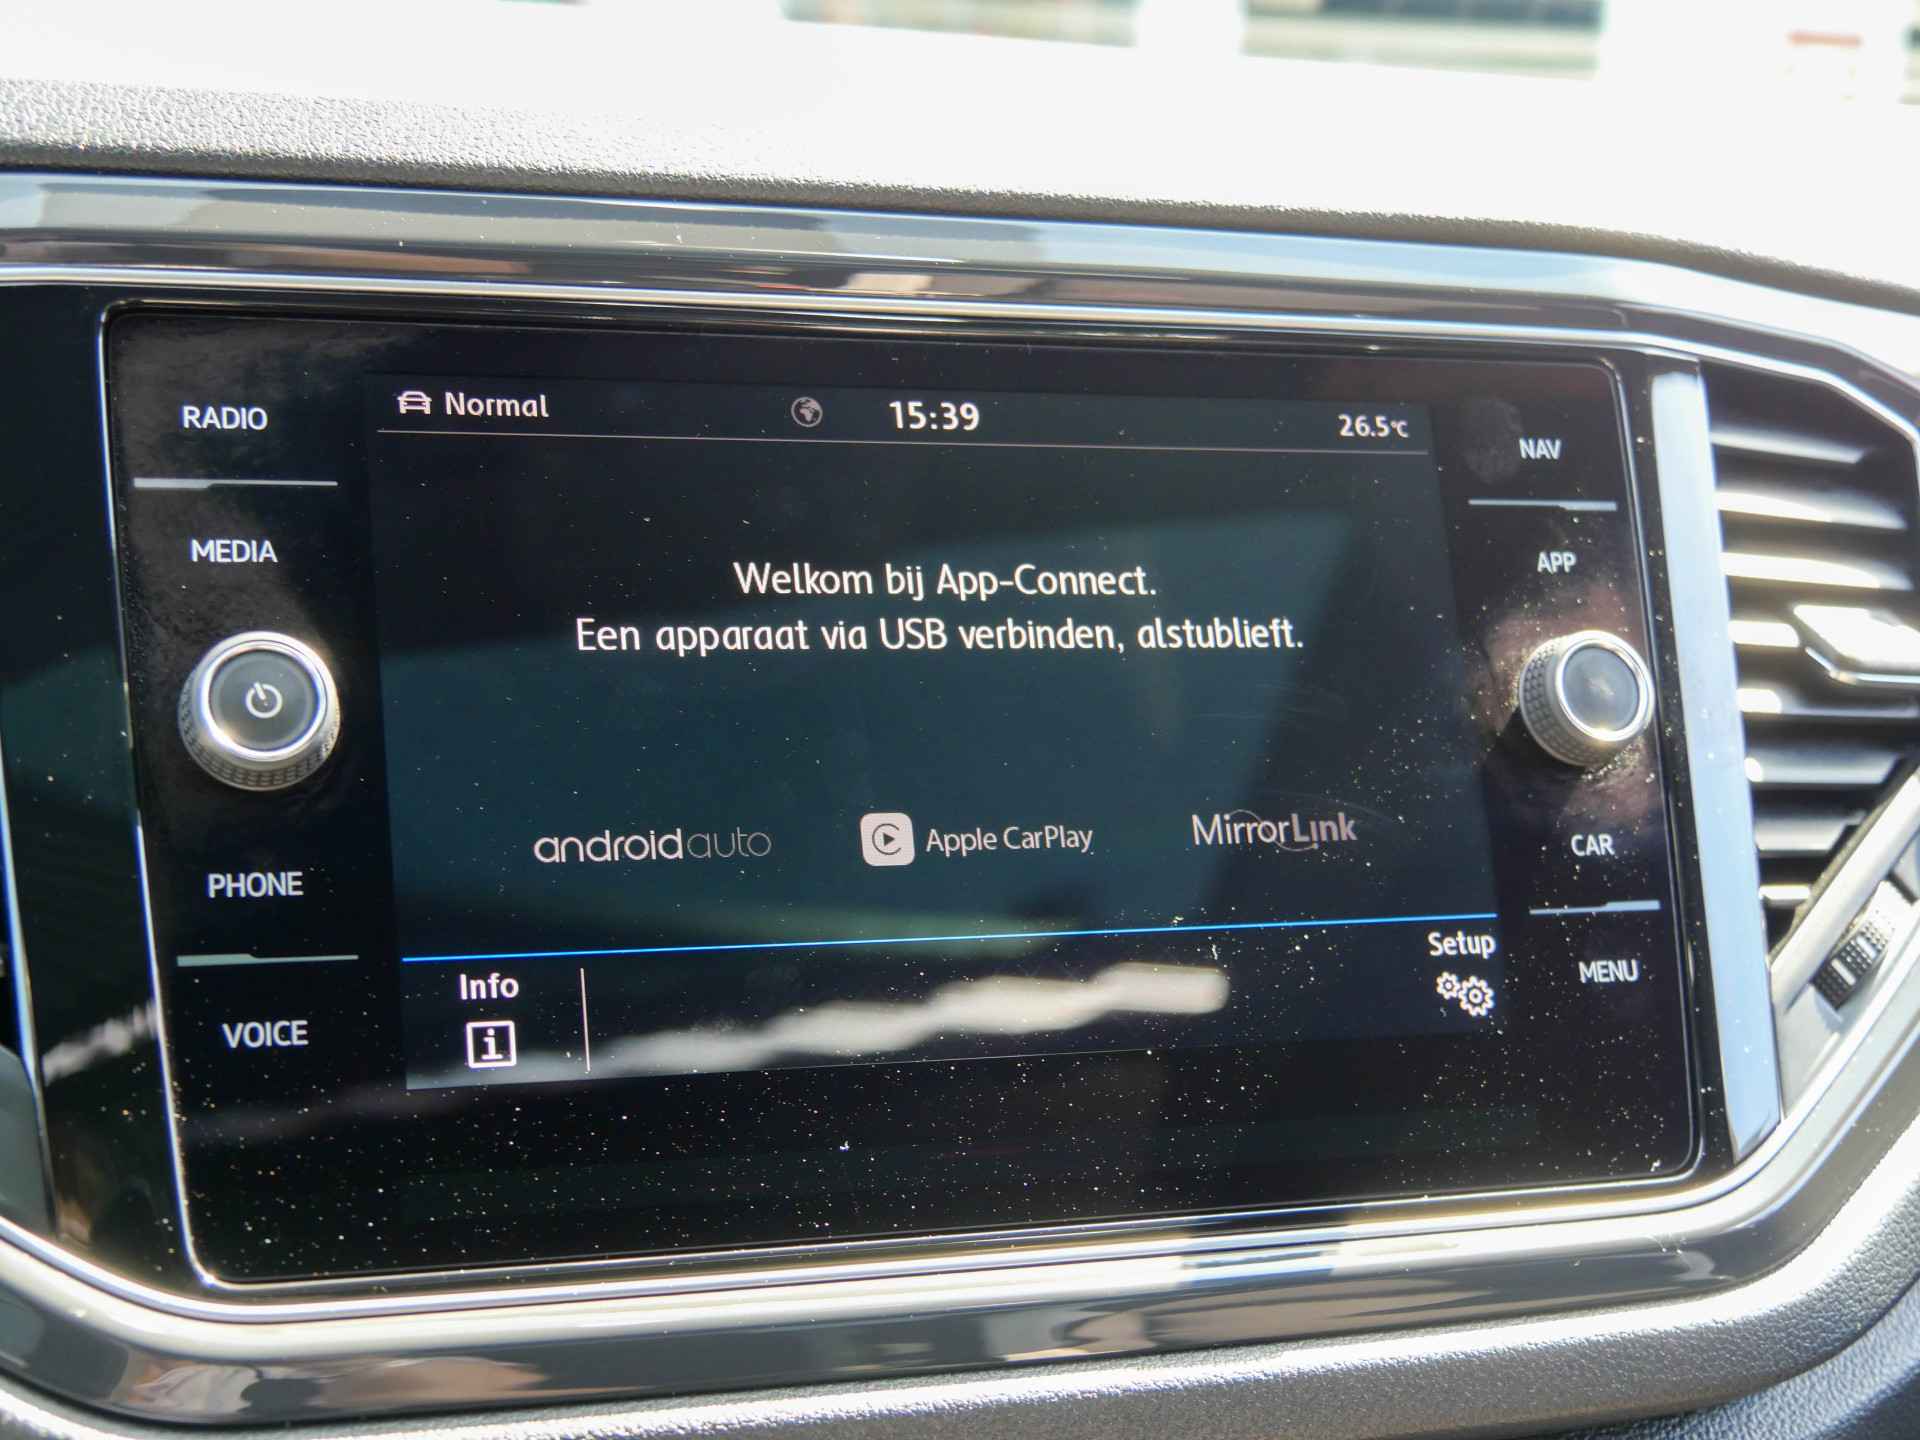 RADIO
MEDIA
PHONE
VOICE
Normal
15:39
26.5°C
Welkom bij App-Connect.
Een apparaat via USB verbinden, alstublieft.
androidauto
Apple CarPlay
MirrorLink
Info
i
Setup
NAV
APP
CAR
MENU